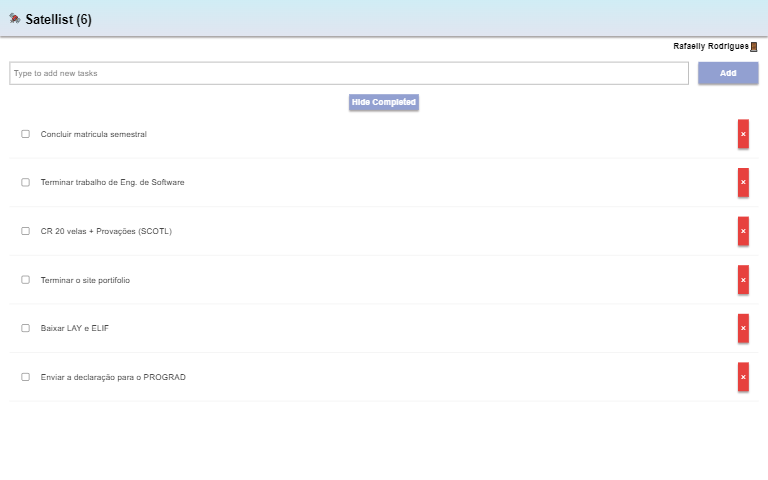 Satellist (6)
Rafaelly Rodrigues
Type to add new tasks
Add
Hide Completed
Concluir matricula semestral
×
Terminar trabalho de Eng. de Software
×
CR 20 velas + Provações (SCOTL)
×
Terminar o site portifolio
×
Baixar LAY e ELIF
×
Enviar a declaração para o PROGRAD
×